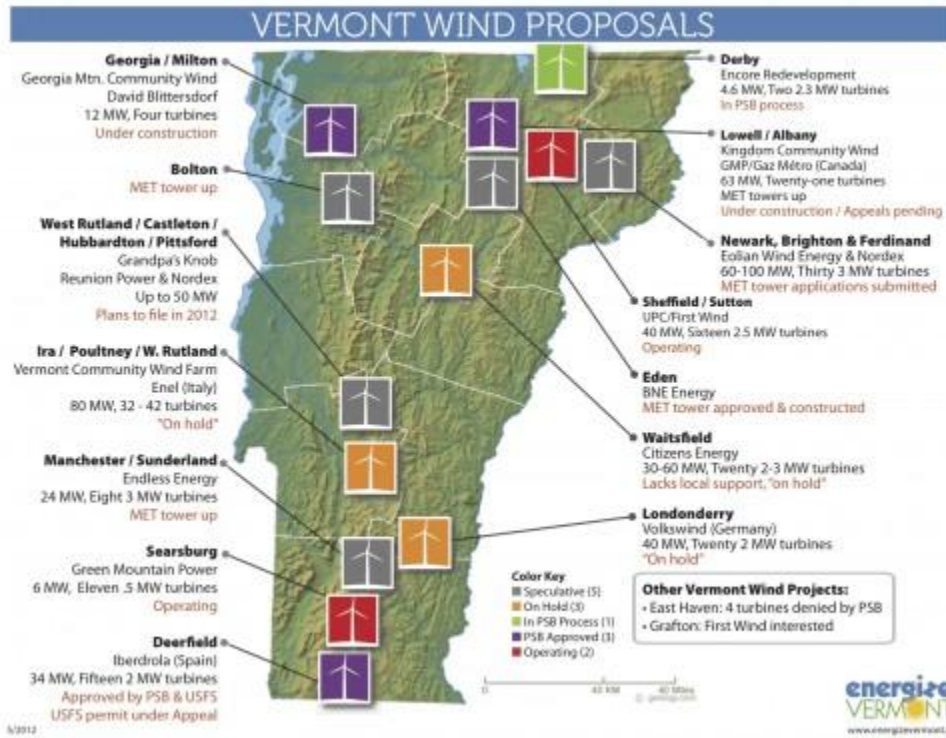 VERMONT WIND PROPOSALS
Georgia / Milton
Georgia Mtn. Community Wind
David Blittersdorf
12 MW, Four turbines
Under construction
Bolton
MET tower up
West Rutland / Castleton /
Hubbardton / Pittsford
Grandpa's Knob
Reunion Power & Nordex
Up to 50 MW
Plans to file in 2012
Ira / Poultney / W. Rutland
Vermont Community Wind Farm
Enel (Italy)
80 MW, 32 - 42 turbines
"On hold"
Manchester / Sunderland
Endless Energy
24 MW, Eight 3 MW turbines
MET tower up
Searsburg
Green Mountain Power
6 MW, Eleven .5 MW turbines
Operating
Deerfield
Iberdrola (Spain)
34 MW, Fifteen 2 MW turbines
Approved by PSB & USFS
USFS permit under Appeal
5/2012
Derby
Encore Redevelopment
4.6 MW, Two 2.3 MW turbines
In PSB process
Lowell / Albany
Kingdom Community Wind
GMP/Gaz Métro (Canada)
63 MW, Twenty-one turbines
MET towers up
Under construction / Appeals pending
Newark, Brighton & Ferdinand
Eolian Wind Energy & Nordex
60-100 MW, Thirty 3 MW turbines
MET tower applications submitted
Sheffield / Sutton
UPC/First Wind
40 MW, Sixteen 2.5 MW turbines
Operating
Eden
BNE Energy
MET tower approved & constructed
Waitsfield
Citizens Energy
30-60 MW, Twenty 2-3 MW turbines
Lacks local support, "on hold"
Londonderry
Volkswind (Germany)
40 MW, Twenty 2 MW turbines
"On hold"
Color Key
Speculative (5)
On Hold (3)
In PSB Process (1)
PSB Approved (3)
Operating (2)
Other Vermont Wind Projects:
• East Haven: 4 turbines denied by PSB
• Grafton: First Wind interested
0 40 KM 40 Miles
energize
VERMONT
www.energizevermont.